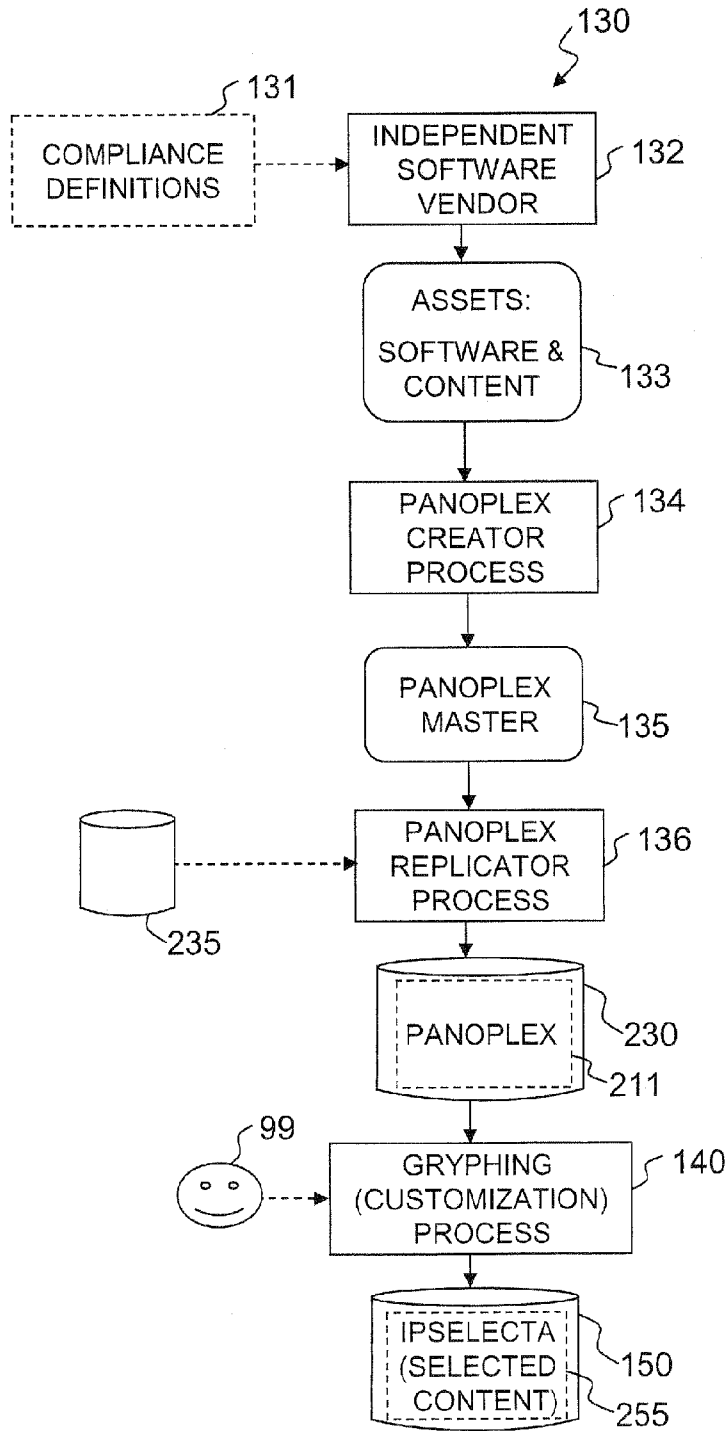 130
131
COMPLIANCE
DEFINITIONS
INDEPENDENT
SOFTWARE
VENDOR
132
ASSETS:
SOFTWARE &
CONTENT
133
PANOPLEX
CREATOR
PROCESS
134
PANOPLEX
MASTER
135
235
PANOPLEX
REPLICATOR
PROCESS
136
PANOPLEX
230
211
99
GRYPHING
(CUSTOMIZATION)
PROCESS
140
IPSELECTA
(SELECTED
CONTENT)
150
255